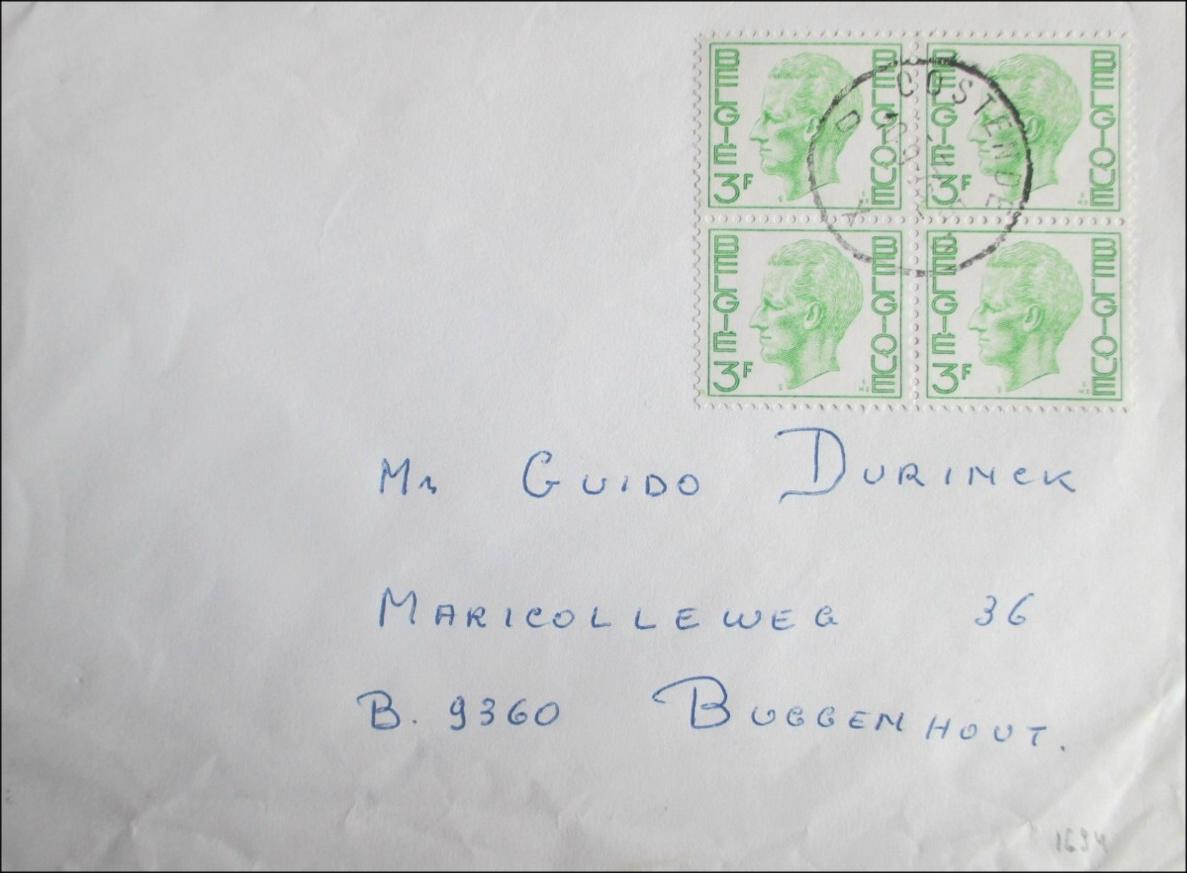 BELGIE BELGIQUE 3F
BELGIE BELGIQUE 3F
OOSTENDE
BELGIE BELGIQUE 3F
BELGIE BELGIQUE 3F
Mr GUIDO DURINCK
MARICOLLEWEG 36
B. 9360 BUGGENHOUT.
1694